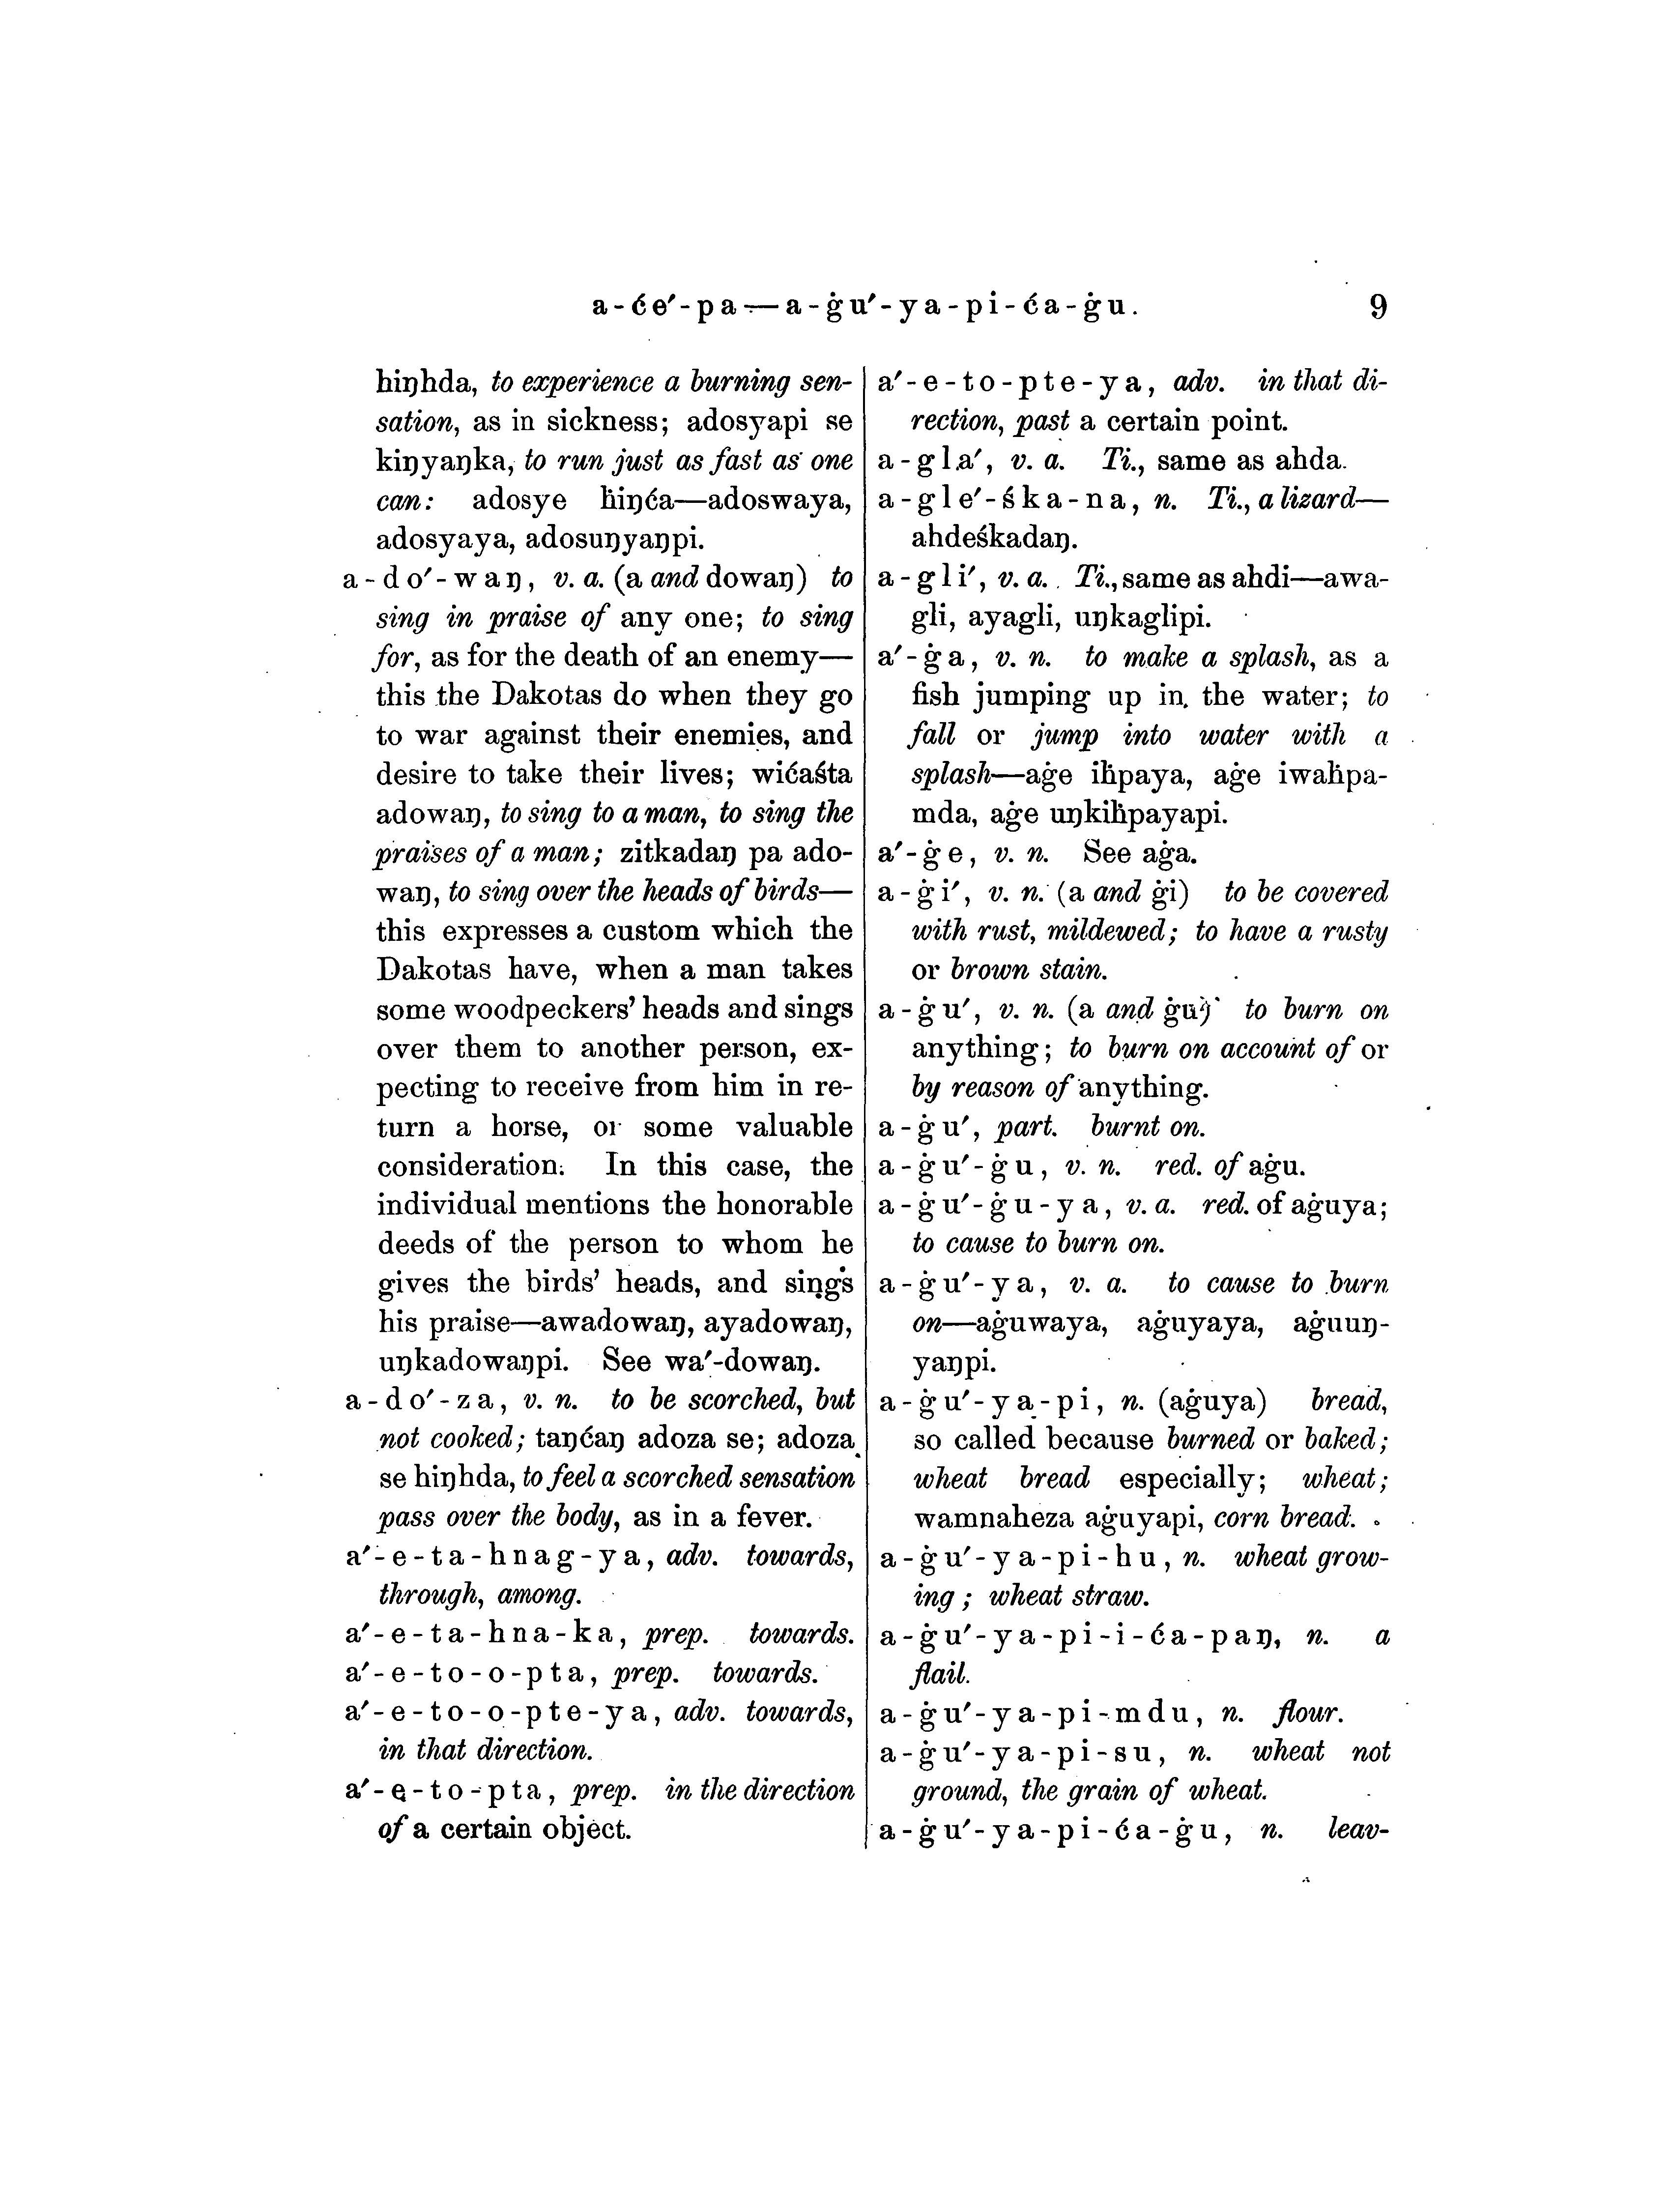 a-će′-pa—a-ġu′-ya-pi-ća-ġu. 9
hiŋhda, to experience a burning sen-
sation, as in sickness; adosyapi se
kiŋyaŋka, to run just as fast as one
can: adosye ḣiŋća—adoswaya,
adosyaya, adosuŋyaŋpi.
a-do′-waŋ, v. a. (a and dowaŋ) to
sing in praise of any one; to sing
for, as for the death of an enemy—
this the Dakotas do when they go
to war against their enemies, and
desire to take their lives; wićaśta
adowaŋ, to sing to a man, to sing the
praises of a man; zitkadaŋ pa ado-
waŋ, to sing over the heads of birds—
this expresses a custom which the
Dakotas have, when a man takes
some woodpeckers' heads and sings
over them to another person, ex-
pecting to receive from him in re-
turn a horse, or some valuable
consideration. In this case, the
individual mentions the honorable
deeds of the person to whom he
gives the birds' heads, and sings
his praise—awadowaŋ, ayadowaŋ,
uŋkadowaŋpi. See wa′-dowaŋ.
a-do′-za, v. n. to be scorched, but
not cooked; taŋćaŋ adoza se; adoza
se hiŋhda, to feel a scorched sensation
pass over the body, as in a fever.
a′-e-ta-hnag-ya, adv. towards,
through, among.
a′-e-ta-hna-ka, prep. towards.
a′-e-to-o-pta, prep. towards.
a′-e-to-o-pte-ya, adv. towards,
in that direction.
a′-e-to-pta, prep. in the direction
of a certain object.
a′-e-to-pte-ya, adv. in that di-
rection, past a certain point.
a-gla′, v. a. Ti., same as ahda.
a-gle′-śka-na, n. Ti., a lizard—
ahdeśkadaŋ.
a-gli′, v. a. Ti., same as ahdi—awa-
gli, ayagli, uŋkaglipi.
a′-ġa, v. n. to make a splash, as a
fish jumping up in the water; to
fall or jump into water with a
splash—aġe iḣpaya, aġe iwaḣpa-
mda, aġe uŋkiḣpayapi.
a′-ġe, v. n. See aġa.
a-ġi′, v. n. (a and ġi) to be covered
with rust, mildewed; to have a rusty
or brown stain.
a-ġu′, v. n. (a and ġu) to burn on
anything; to burn on account of or
by reason of anything.
a-ġu′, part. burnt on.
a-ġu′-ġu, v. n. red. of aġu.
a-ġu′-ġu-ya, v. a. red. of aġuya;
to cause to burn on.
a-ġu′-ya, v. a. to cause to burn
on—aġuwaya, aġuyaya, aġuuŋ-
yaŋpi.
a-ġu′-ya-pi, n. (aġuya) bread,
so called because burned or baked;
wheat bread especially; wheat;
wamnaheza aġuyapi, corn bread.
a-ġu′-ya-pi-hu, n. wheat grow-
ing; wheat straw.
a-ġu′-ya-pi-i-ća-paŋ, n. a
flail.
a-ġu′-ya-pi-mdu, n. flour.
a-ġu′-ya-pi-su, n. wheat not
ground, the grain of wheat.
a-ġu′-ya-pi-ća-ġu, n. leav-